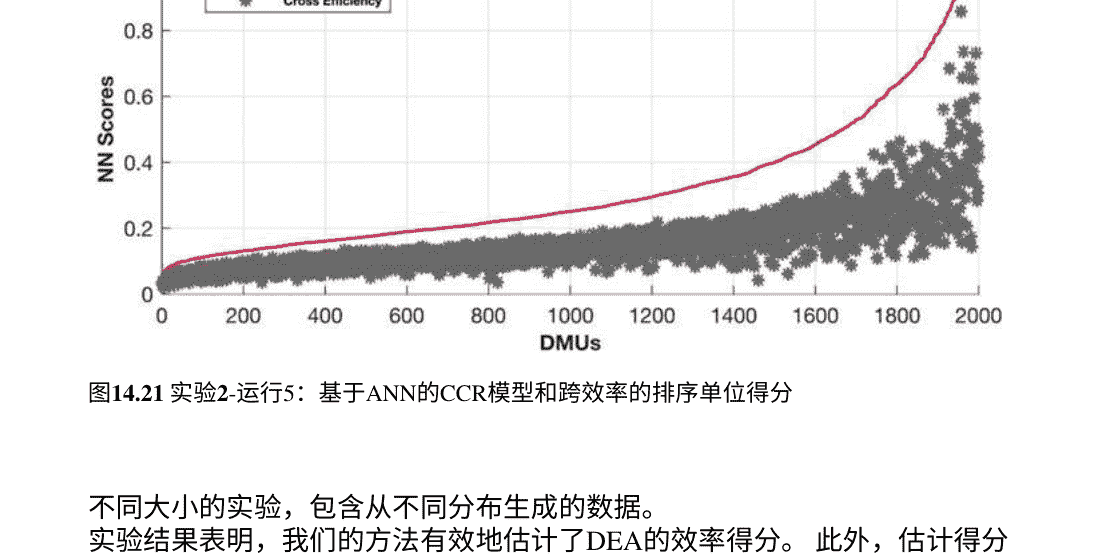 Cross Efficiency
0.8
0.6
0.4
0.2
0
NN Scores
0 200 400 600 800 1000 1200 1400 1600 1800 2000
DMUs
图14.21 实验2-运行5：基于ANN的CCR模型和跨效率的排序单位得分
不同大小的实验，包含从不同分布生成的数据。
实验结果表明，我们的方法有效地估计了DEA的效率得分。 此外，估计得分